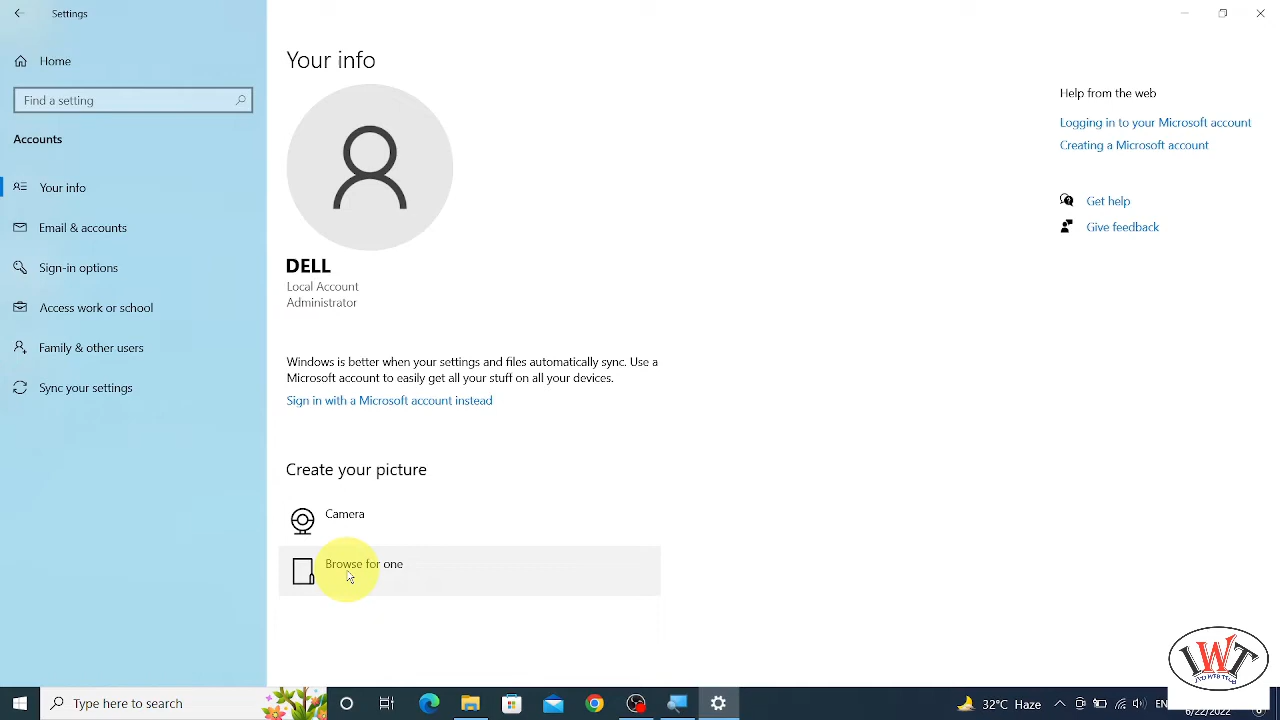 Settings
Home
Find a setting
Accounts
Your info
Email & accounts
Sign-in options
Access work or school
Family & other users
Sync your settings
Your info
DELL
Local Account
Administrator
Windows is better when your settings and files automatically sync. Use a
Microsoft account to easily get all your stuff on all your devices.
Sign in with a Microsoft account instead
Create your picture
Camera
Browse for one
Help from the web
Logging in to your Microsoft account
Creating a Microsoft account
Get help
Give feedback
Type here to search
32°C Haze
ENG
6/22/2022